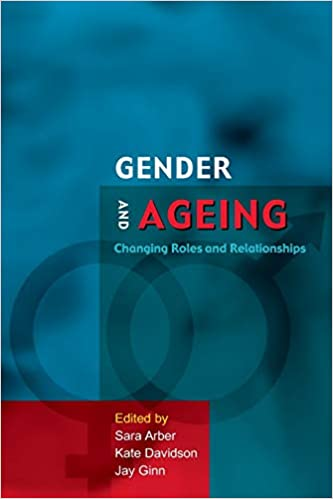 GENDER
AND AGEING
Changing Roles and Relationships
Edited by
Sara Arber
Kate Davidson
Jay Ginn